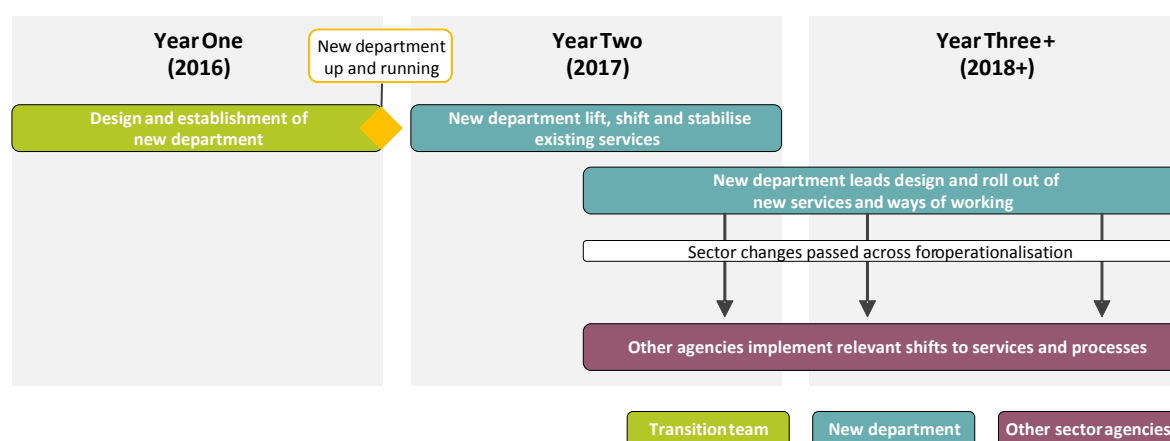 Year One
(2016)
New department
up and running
Year Two
(2017)
Year Three +
(2018+)
Design and establishment of
new department
New department lift, shift and stabilise
existing services
New department leads design and roll out of
new services and ways of working
Sector changes passed across for operationalisation
Other agencies implement relevant shifts to services and processes
Transition team
New department
Other sector agencies